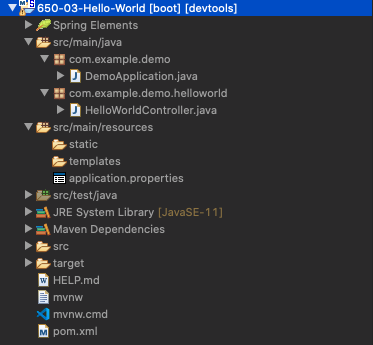 650-03-Hello-World [boot] [devtools]
Spring Elements
src/main/java
com.example.demo
DemoApplication.java
com.example.demo.helloworld
HelloWorldController.java
src/main/resources
static
templates
application.properties
src/test/java
JRE System Library [JavaSE-11]
Maven Dependencies
src
target
HELP.md
mvnw
mvnw.cmd
pom.xml